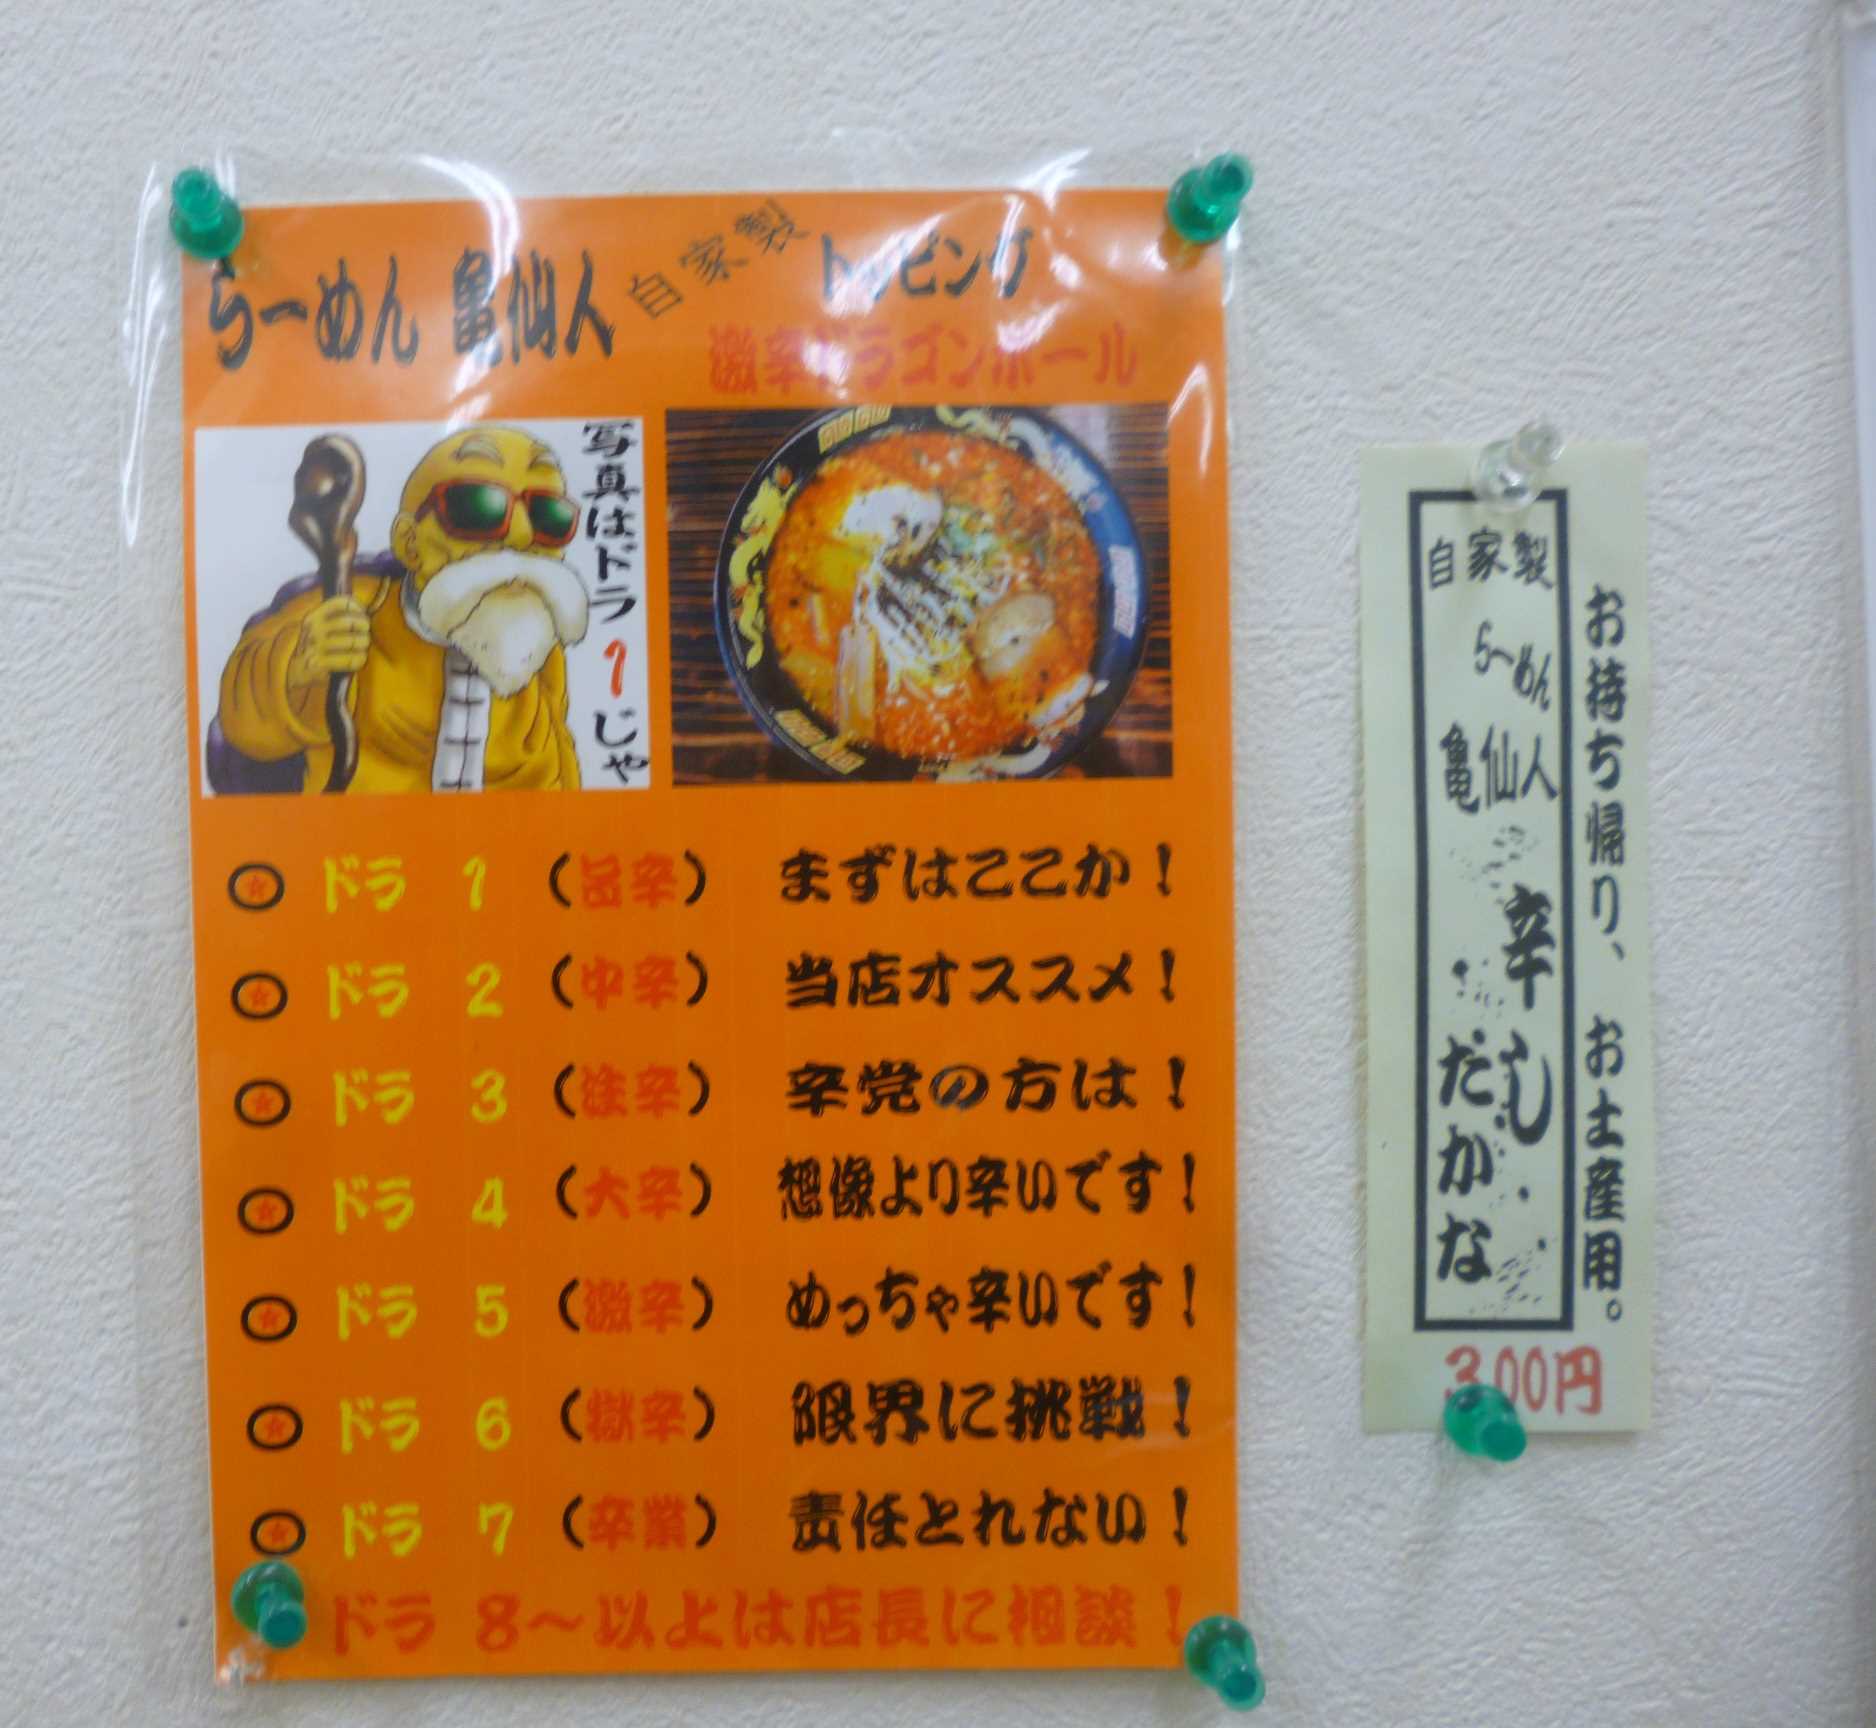 らーめん 亀仙人 自家製 トッピング
激辛ドラゴンボール
写真はドラ1じゃ
ドラ 1 (旨辛) まずはここか!
ドラ 2 (中辛) 当店オススメ!
ドラ 3 (注辛) 辛党の方は!
ドラ 4 (大辛) 想像より辛いです!
ドラ 5 (激辛) めっちゃ辛いです!
ドラ 6 (獄辛) 限界に挑戦!
ドラ 7 (卒業) 責任とれない!
ドラ 8~以上は店長に相談!
お持ち帰り、お土産用。
自家製
らーめん
亀仙人
辛し
だかな
300円